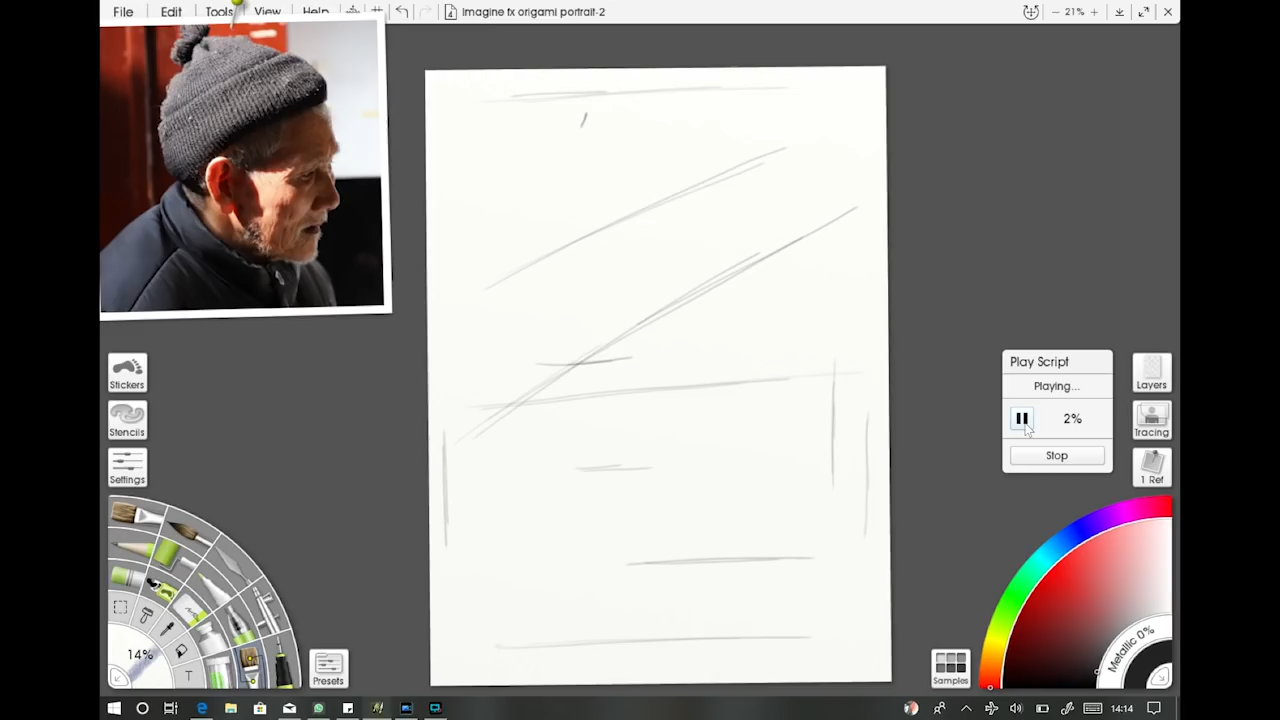 File Edit Tools View Help 4 Imagine fx origami portrait-2 21%
Play Script
Playing...
2%
Stop
Stickers
Stencils
Settings
Layers
Tracing
1 Ref
14%
T
Presets
Samples
Metallic 0%
14:14